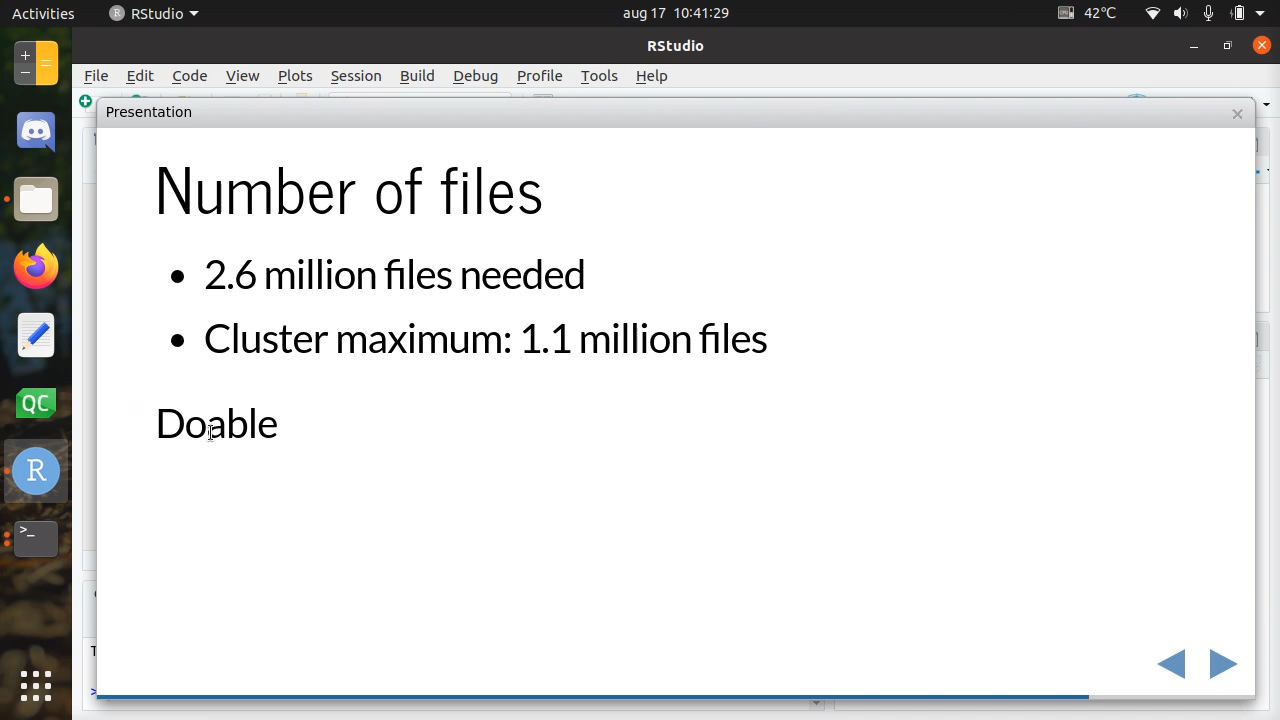 Activities
RStudio
aug 17 10:41:29
42°C
RStudio
File Edit Code View Plots Session Build Debug Profile Tools Help
Presentation
Number of files
• 2.6 million files needed
• Cluster maximum: 1.1 million files
Doable
QC
R
>_